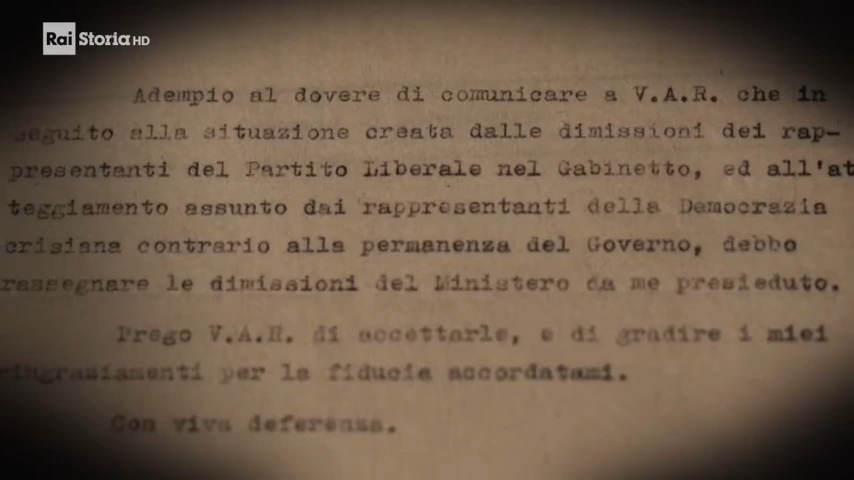 Rai Storia HD
Adempio al dovere di comunicare a V.A.R. che in
seguito alla situazione creata dalle dimissioni dei rap-
presentanti del Partito Liberale nel Gabinetto, ed all'at
teggiamento assunto dai rappresentanti della Democrazia
crisiana contrario alla permanenza del Governo, debbo
rassegnare le dimissioni del Ministero da me presieduto.
Prego V.A.R. di accettarle, e di gradire i miei
ringraziamenti per la fiducia accordatami.
Con viva deferenza.